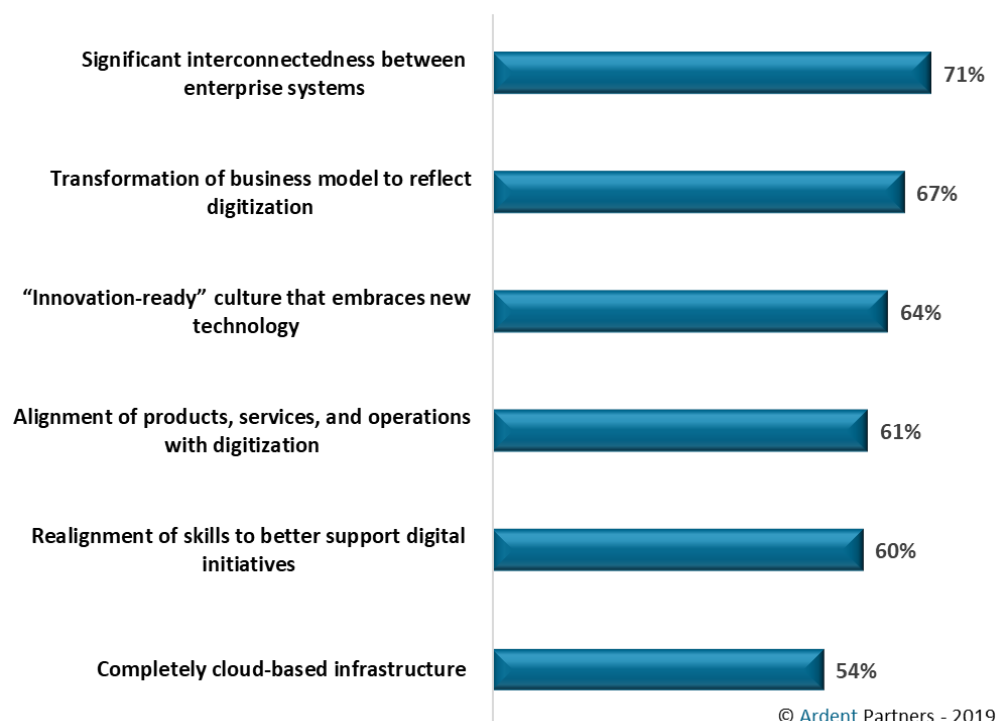 Significant interconnectedness between
enterprise systems
71%
Transformation of business model to reflect
digitization
67%
“Innovation-ready” culture that embraces new
technology
64%
Alignment of products, services, and operations
with digitization
61%
Realignment of skills to better support digital
initiatives
60%
Completely cloud-based infrastructure
54%
© Ardent Partners - 2019